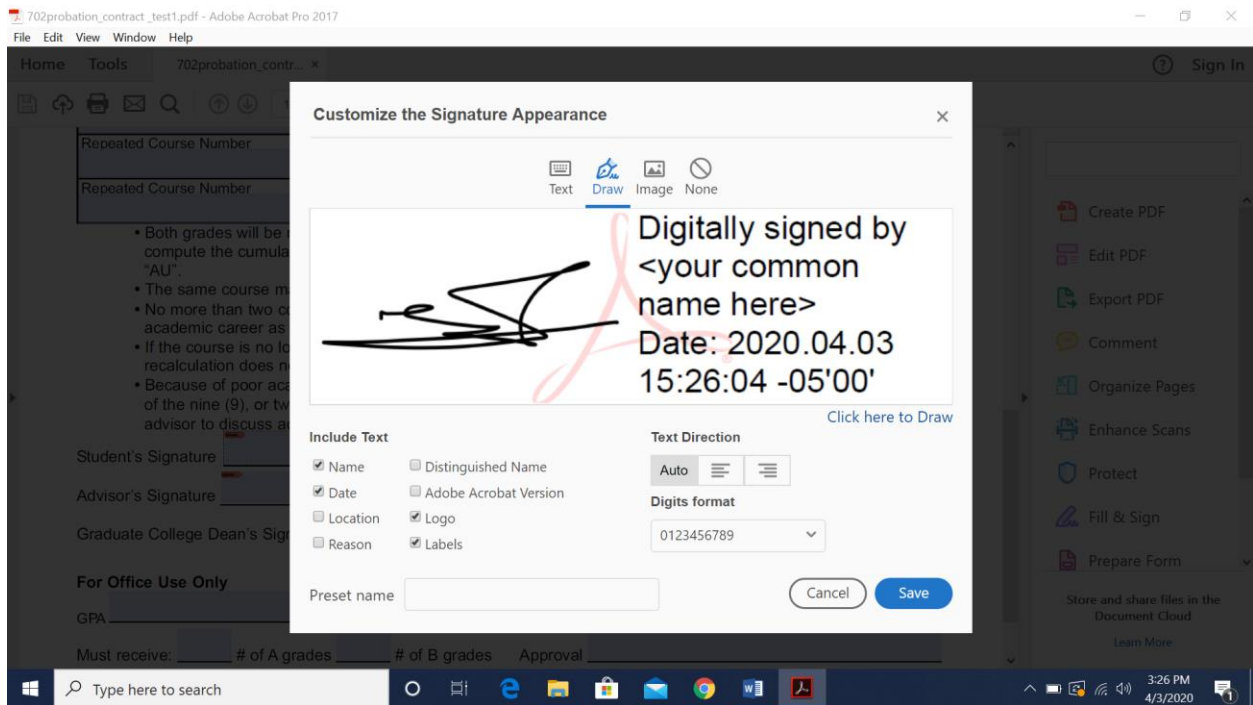 702probation_contract _test1.pdf - Adobe Acrobat Pro 2017
File Edit View Window Help
Home Tools 702probation_contr... ×
Sign In
Customize the Signature Appearance
Text Draw Image None
Digitally signed by
<your common
name here>
Date: 2020.04.03
15:26:04 -05'00'
Click here to Draw
Include Text
Name
Distinguished Name
Date
Adobe Acrobat Version
Location
Logo
Reason
Labels
Text Direction
Auto
Digits format
0123456789
Preset name
Cancel
Save
Repeated Course Number
Repeated Course Number
• Both grades will be
compute the cumula
“AU”.
• The same course m
• No more than two
academic career as
• If the course is no lo
recalculation does n
• Because of poor aca
of the nine (9), or tw
advisor to discuss
Student's Signature
Advisor's Signature
Graduate College Dean's Sig
For Office Use Only
GPA
Must receive: # of A grades # of B grades Approval
Create PDF
Edit PDF
Export PDF
Comment
Organize Pages
Enhance Scans
Protect
Fill & Sign
Prepare Form
Store and share files in the
Document Cloud
Learn More
Type here to search
3:26 PM
4/3/2020